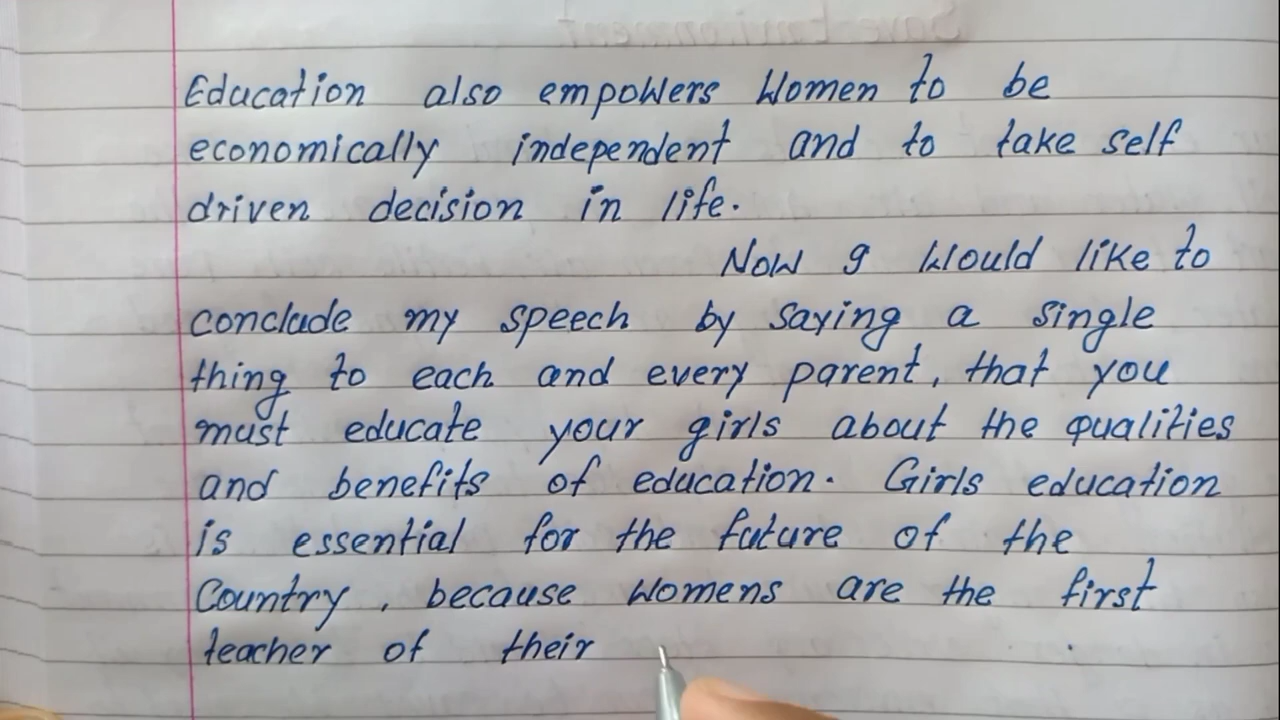 Save Environment
Education also empowers Women to be
economically independent and to take self
driven decision in life.
Now I would like to
conclude my speech by saying a single
thing to each and every parent, that you
must educate your girls about the qualities
and benefits of education. Girls education
is essential for the future of the
Country, because Womens are the first
teacher of their